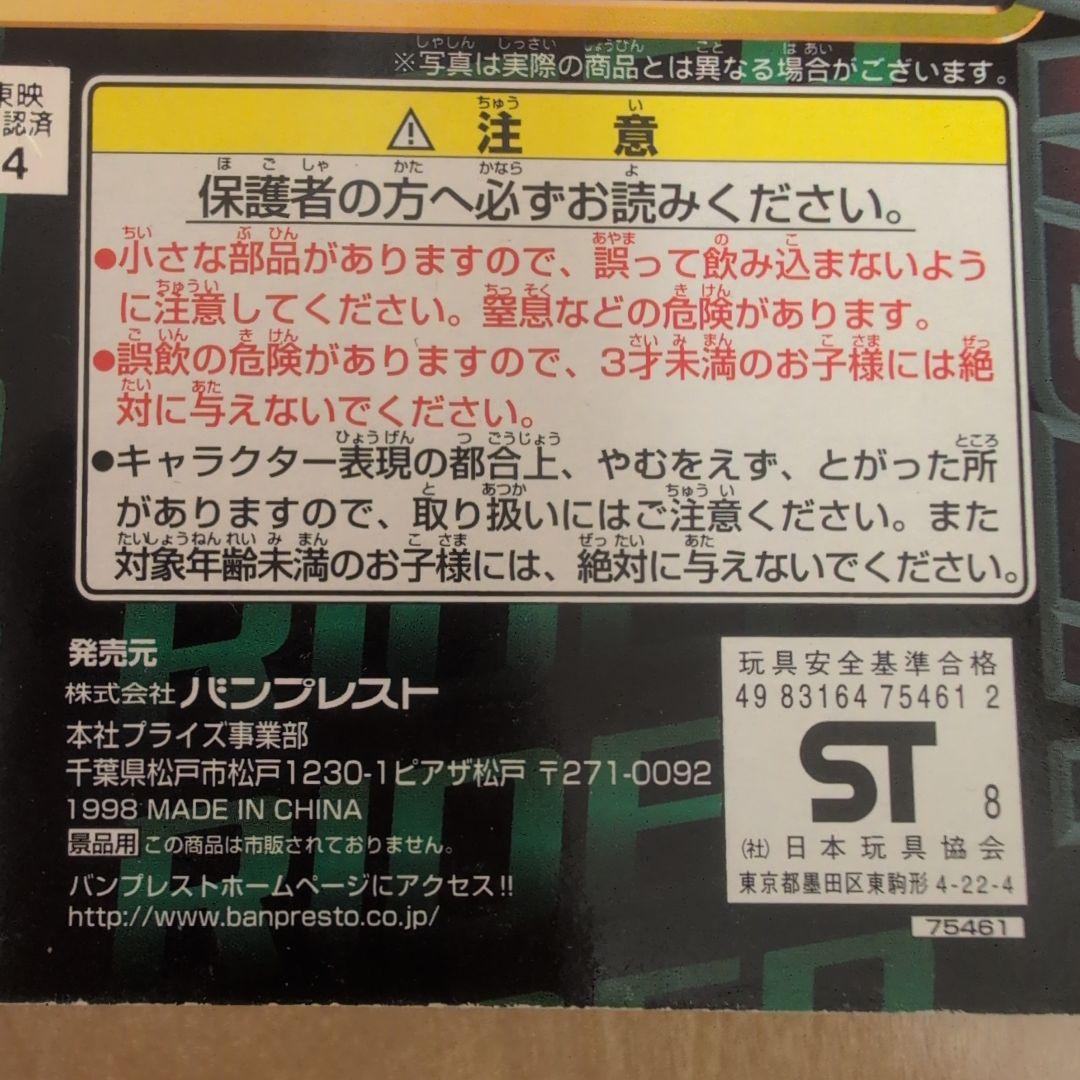 ※写真は実際の商品とは異なる場合がございます。
東映
認済
4
注意
保護者の方へ必ずお読みください。
●小さな部品がありますので、誤って飲み込まないよう
に注意してください。窒息などの危険があります。
●誤飲の危険がありますので、3才未満のお子様には絶
対に与えないでください。
●キャラクター表現の都合上、やむをえず、とがった所
がありますので、取り扱いにはご注意ください。また
対象年齢未満のお子様には、絶対に与えないでください。
発売元
株式会社バンプレスト
本社プライズ事業部
千葉県松戸市松戸1230-1ピアザ松戸 〒271-0092
1998 MADE IN CHINA
景品用 この商品は市販されておりません。
バンプレストホームページにアクセス!!
http://www.banpresto.co.jp/
玩具安全基準合格
49 83164 75461 2
ST
8
(社)日本玩具協会
東京都墨田区東駒形4-22-4
75461
RIDER
RIDER